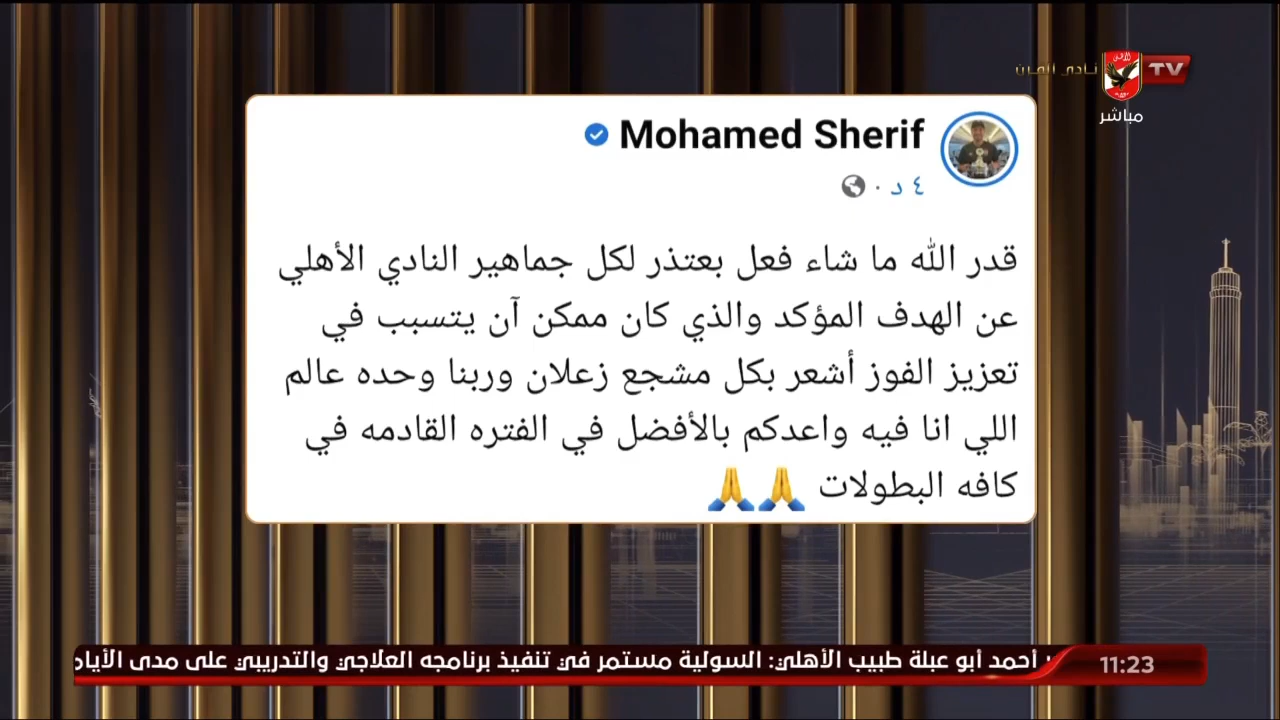 نادي القرن
TV
مباشر
Mohamed Sherif
٤ د ·
قدر الله ما شاء فعل بعتذر لكل جماهير النادي الأهلي
عن الهدف المؤكد والذي كان ممكن آن يتسبب في
تعزيز الفوز أشعر بكل مشجع زعلان وربنا وحده عالم
اللي انا فيه واعدكم بالأفضل في الفتره القادمه في
كافه البطولات 🙏🙏
11:23
أحمد أبو عبلة طبيب الأهلي: السولية مستمر في تنفيذ برنامجه العلاجي والتدريبي على مدى